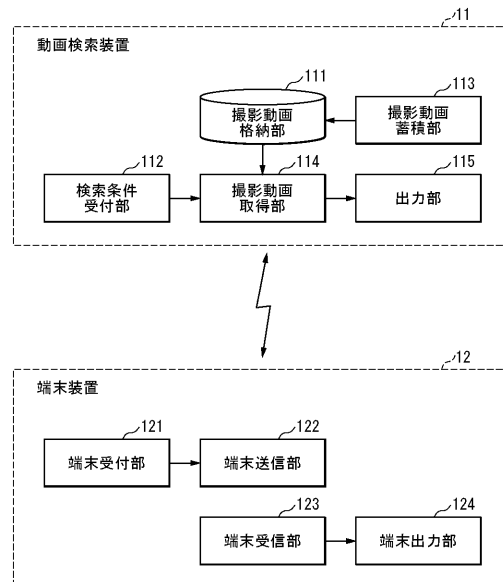 11
動画検索装置
111
撮影動画
格納部
113
撮影動画
蓄積部
112
検索条件
受付部
114
撮影動画
取得部
115
出力部
12
端末装置
121
端末受付部
122
端末送信部
123
端末受信部
124
端末出力部